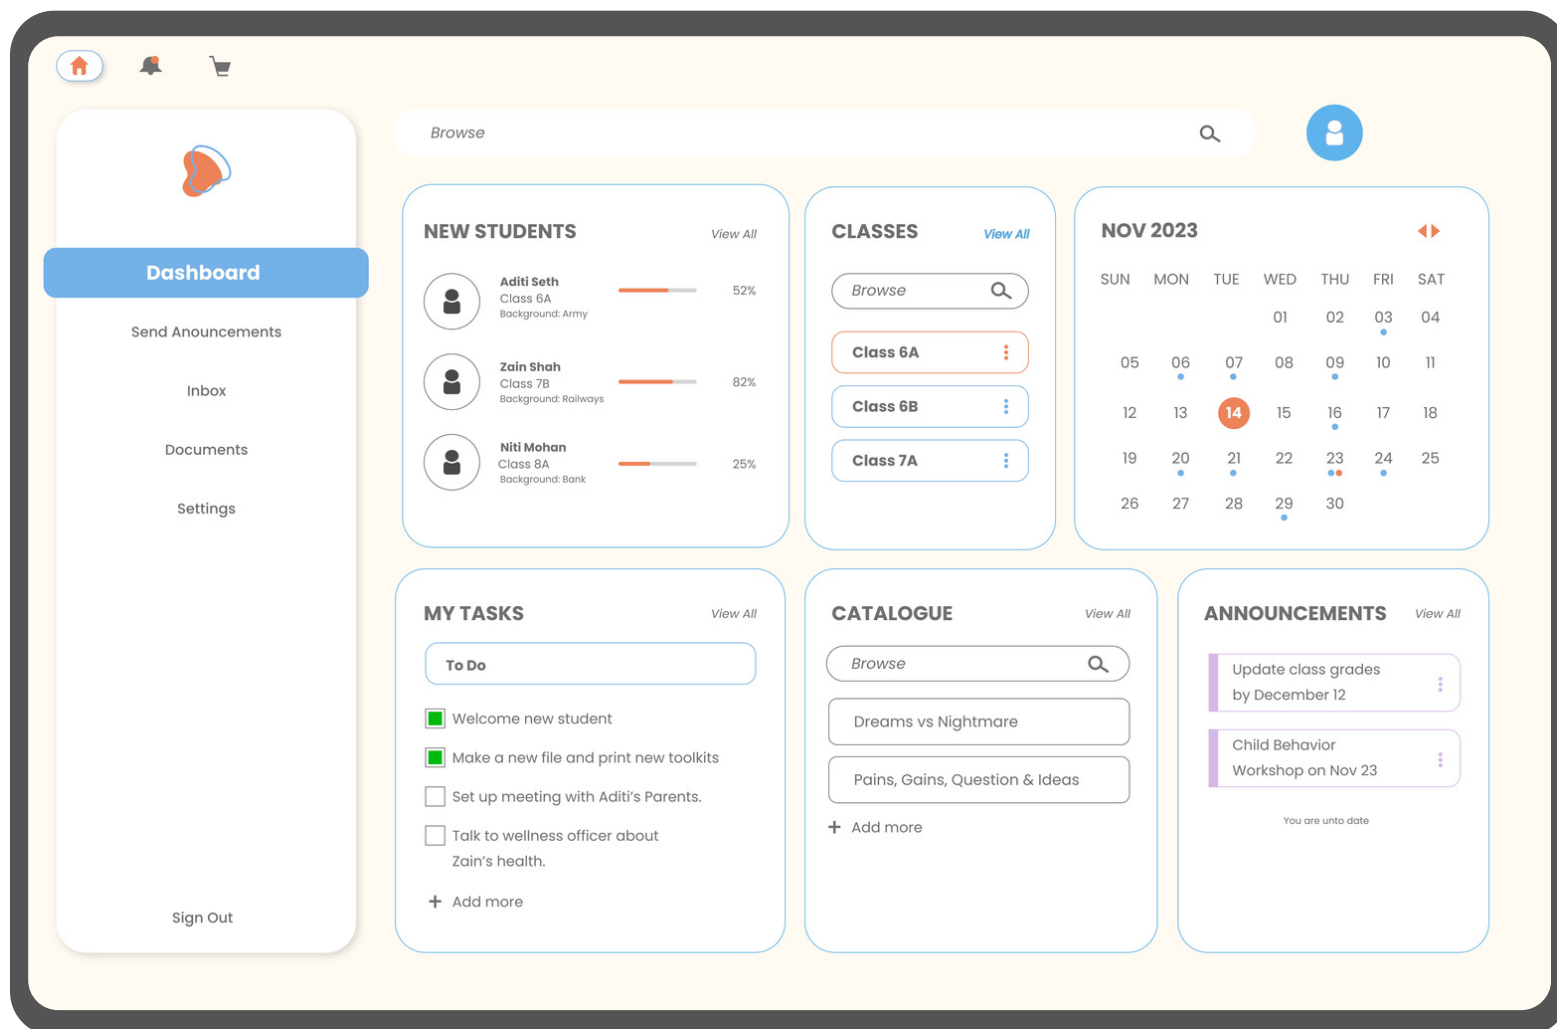 Browse
Dashboard
Send Anouncements
Inbox
Documents
Settings
Sign Out
NEW STUDENTS View All
Aditi Seth
Class 6A
Background: Army
52%
Zain Shah
Class 7B
Background: Railways
82%
Niti Mohan
Class 8A
Background: Bank
25%
CLASSES View All
Browse
Class 6A
Class 6B
Class 7A
NOV 2023
SUN MON TUE WED THU FRI SAT
01 02 03 04
05 06 07 08 09 10 11
12 13 14 15 16 17 18
19 20 21 22 23 24 25
26 27 28 29 30
MY TASKS View All
To Do
Welcome new student
Make a new file and print new toolkits
Set up meeting with Aditi’s Parents.
Talk to wellness officer about
Zain’s health.
+ Add more
CATALOGUE View All
Browse
Dreams vs Nightmare
Pains, Gains, Question & Ideas
+ Add more
ANNOUNCEMENTS View All
Update class grades
by December 12
Child Behavior
Workshop on Nov 23
You are unto date